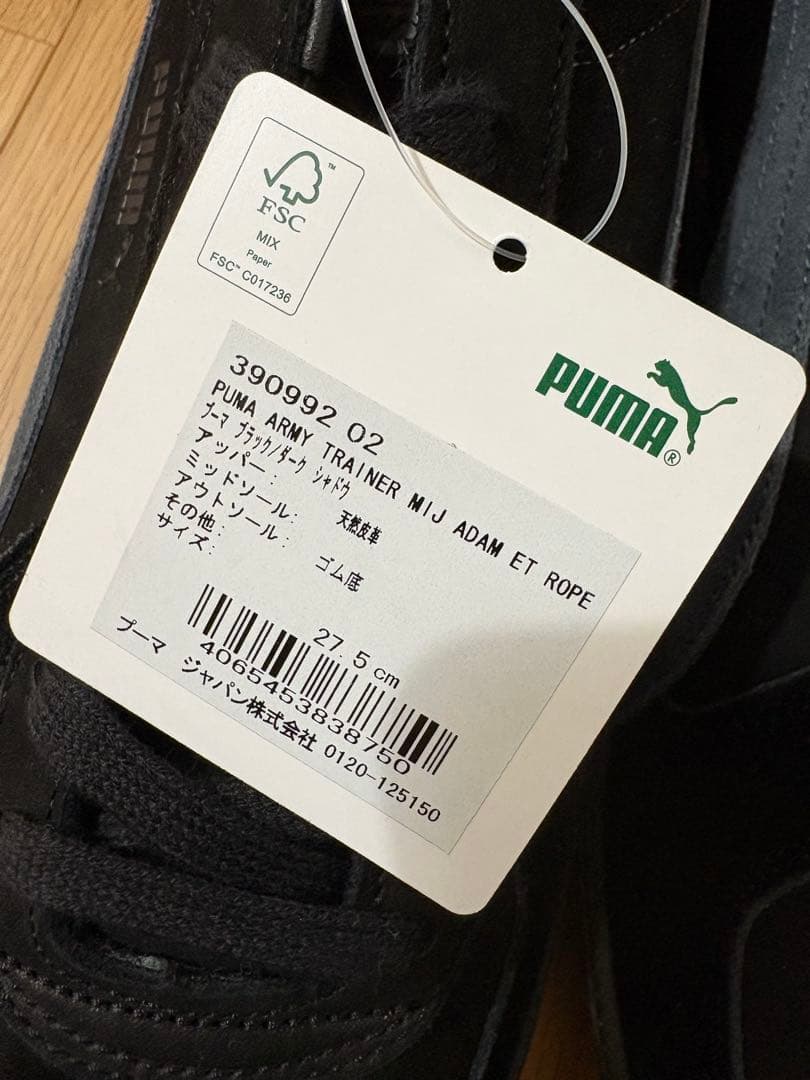 FSC
MIX
Paper
FSC™ C017236
PUMA®
390992 02
PUMA ARMY TRAINER MIJ ADAM ET ROPE
プーマ ブラック/ダーク シャドウ
アッパー: 天然皮革
ミッドソール:
アウトソール: ゴム底
その他:
サイズ: 27.5cm
4065453838750
プーマ ジャパン株式会社 0120-125150